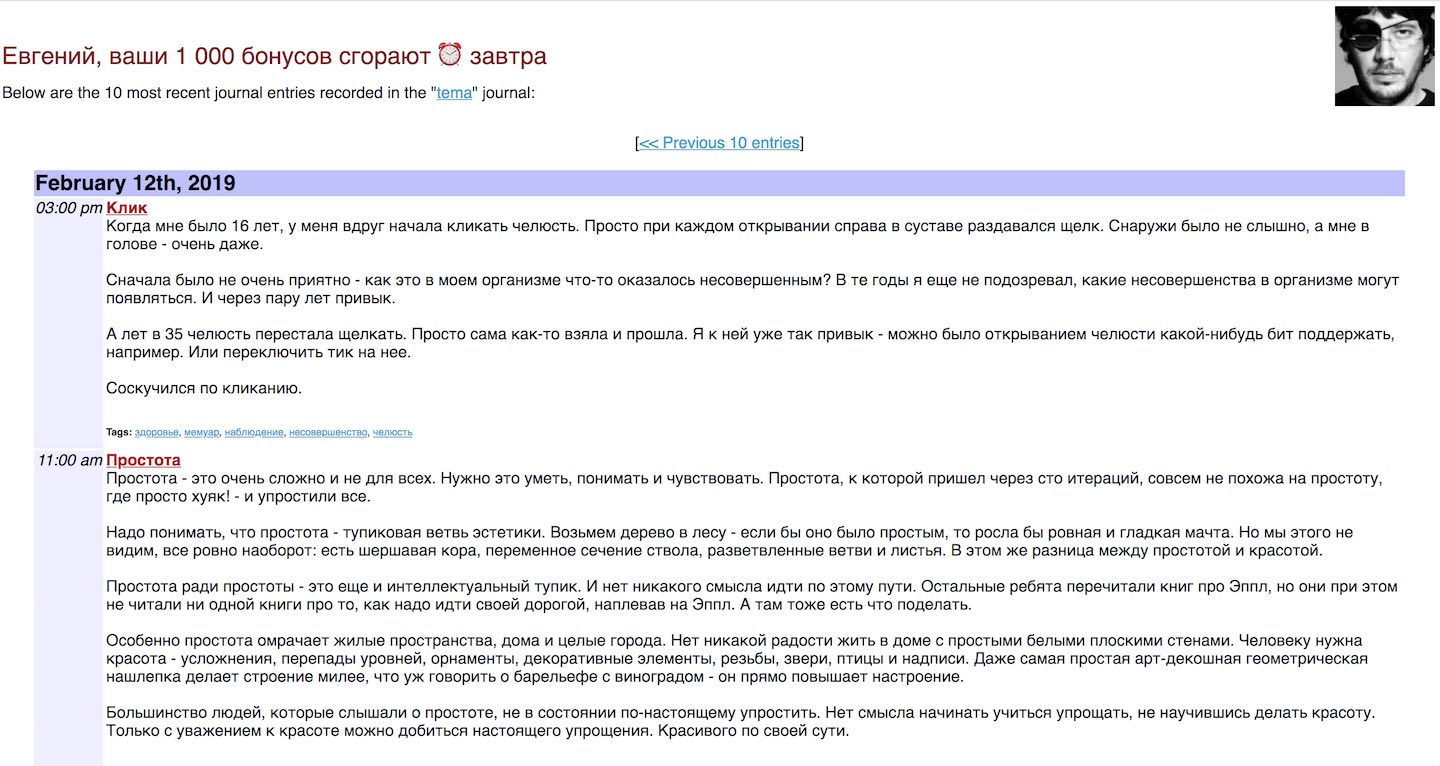 Евгений, ваши 1 000 бонусов сгорают ⏰ завтра
Below are the 10 most recent journal entries recorded in the "tema" journal:
[<< Previous 10 entries]
February 12th, 2019
03:00 pm Клик
Когда мне было 16 лет, у меня вдруг начала кликать челюсть. Просто при каждом открывании справа в суставе раздавался щелк. Снаружи было не слышно, а мне в
голове - очень даже.
Сначала было не очень приятно - как это в моем организме что-то оказалось несовершенным? В те годы я еще не подозревал, какие несовершенства в организме могут
появляться. И через пару лет привык.
А лет в 35 челюсть перестала щелкать. Просто сама как-то взяла и прошла. Я к ней уже так привык - можно было открыванием челюсти какой-нибудь бит поддержать,
например. Или переключить тик на нее.
Соскучился по кликанию.
Tags: здоровье, мемуар, наблюдение, несовершенство, челюсть
11:00 am Простота
Простота - это очень сложно и не для всех. Нужно это уметь, понимать и чувствовать. Простота, к которой пришел через сто итераций, совсем не похожа на простоту,
где просто хуяк! - и упростили все.
Надо понимать, что простота - тупиковая ветвь эстетики. Возьмем дерево в лесу - если бы оно было простым, то росла бы ровная и гладкая мачта. Но мы этого не
видим, все ровно наоборот: есть шершавая кора, переменное сечение ствола, разветвленные ветви и листья. В этом же разница между простотой и красотой.
Простота ради простоты - это еще и интеллектуальный тупик. И нет никакого смысла идти по этому пути. Остальные ребята перечитали книг про Эппл, но они при этом
не читали ни одной книги про то, как надо идти своей дорогой, наплевав на Эппл. А там тоже есть что поделать.
Особенно простота омрачает жилые пространства, дома и целые города. Нет никакой радости жить в доме с простыми белыми плоскими стенами. Человеку нужна
красота - усложнения, перепады уровней, орнаменты, декоративные элементы, резьбы, звери, птицы и надписи. Даже самая простая арт-декошная геометрическая
нашлепка делает строение милее, что уж говорить о барельефе с виноградом - он прямо повышает настроение.
Большинство людей, которые слышали о простоте, не в состоянии по-настоящему упростить. Нет смысла начинать учиться упрощать, не научившись делать красоту.
Только с уважением к красоте можно добиться настоящего упрощения. Красивого по своей сути.